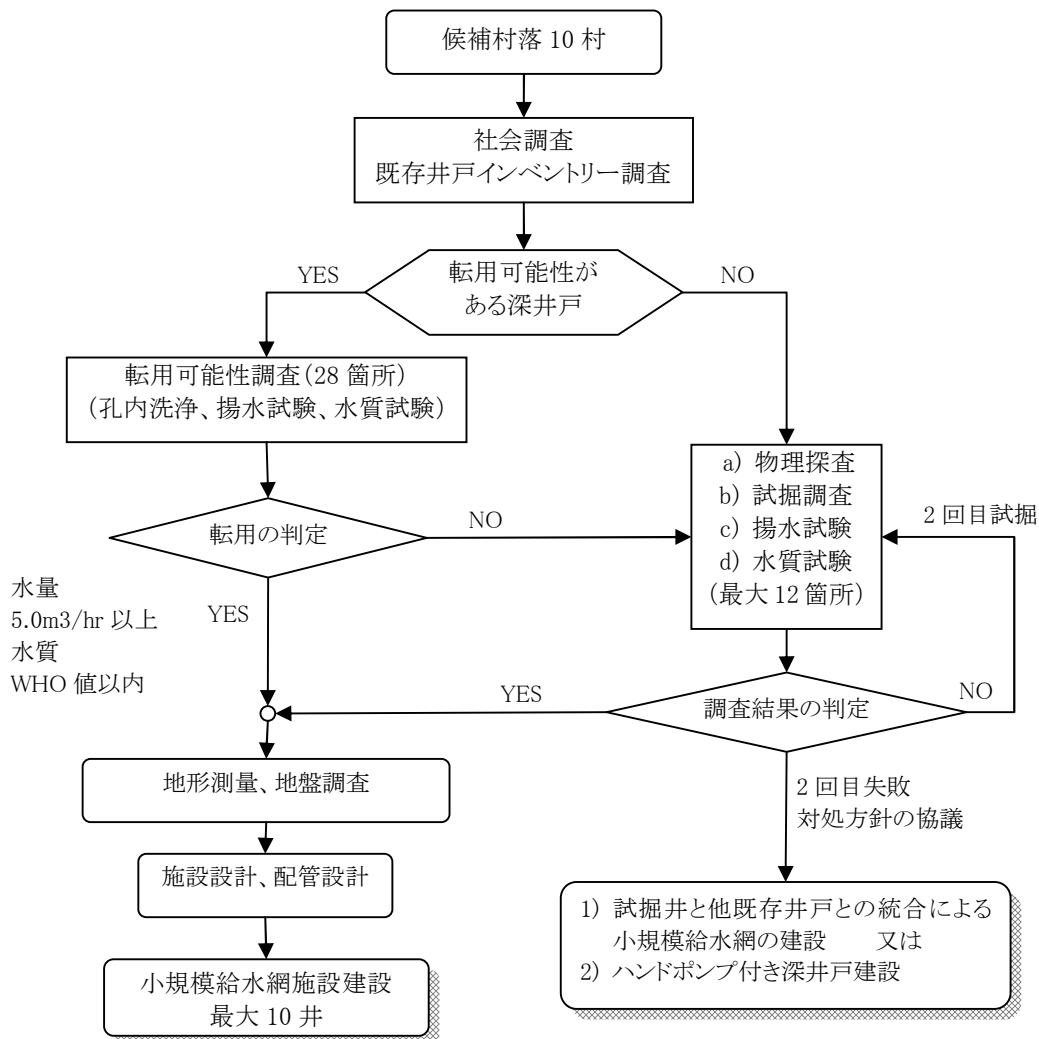 候補村落 10 村
社会調査
既存井戸インベントリー調査
YES
転用可能性が
ある深井戸
NO
転用可能性調査（28 箇所）
（孔内洗浄、揚水試験、水質試験）
a) 物理探査
b) 試掘調査
c) 揚水試験
d) 水質試験
（最大 12 箇所）
2 回目試掘
転用の判定
NO
水量
5.0m3/hr 以上
水質
WHO 値以内
YES
YES
調査結果の判定
NO
地形測量、地盤調査
2 回目失敗
対処方針の協議
施設設計、配管設計
1) 試掘井と他既存井戸との統合による
小規模給水網の建設　又は
2) ハンドポンプ付き深井戸建設
小規模給水網施設建設
最大 10 井